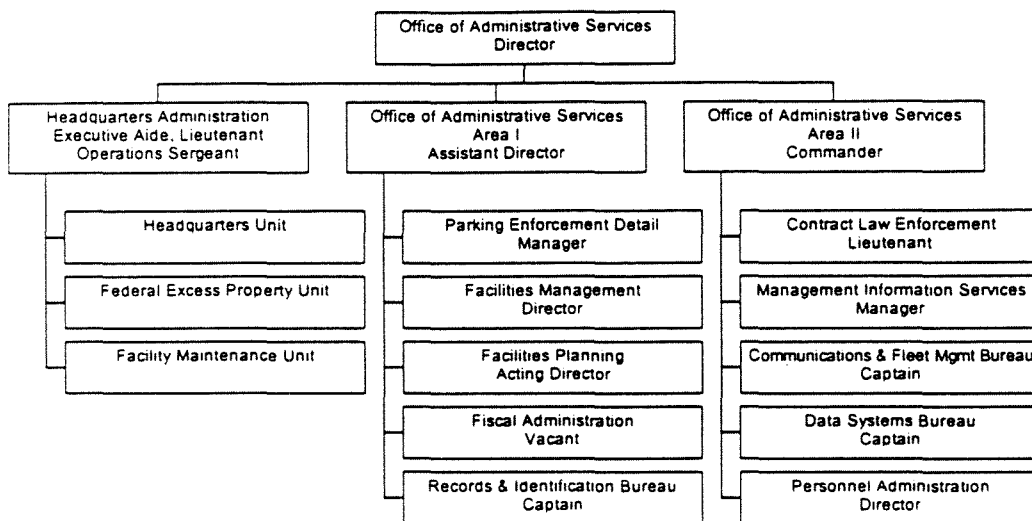 Office of Administrative Services
Director
Headquarters Administration
Executive Aide, Lieutenant
Operations Sergeant
Office of Administrative Services
Area I
Assistant Director
Office of Administrative Services
Area II
Commander
Headquarters Unit
Federal Excess Property Unit
Facility Maintenance Unit
Parking Enforcement Detail
Manager
Facilities Management
Director
Facilities Planning
Acting Director
Fiscal Administration
Vacant
Records & Identification Bureau
Captain
Contract Law Enforcement
Lieutenant
Management Information Services
Manager
Communications & Fleet Mgmt Bureau
Captain
Data Systems Bureau
Captain
Personnel Administration
Director